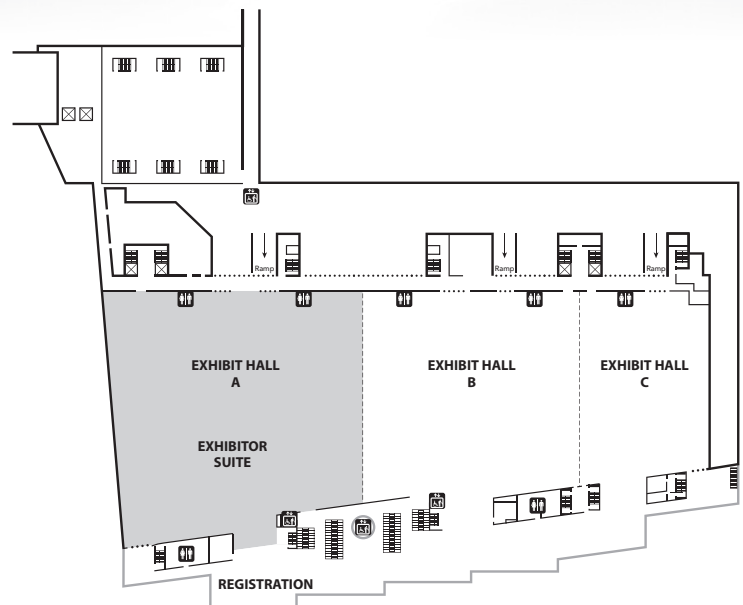 Ramp
Ramp
Ramp
EXHIBIT HALL
A
EXHIBIT HALL
B
EXHIBIT HALL
C
EXHIBITOR
SUITE
REGISTRATION